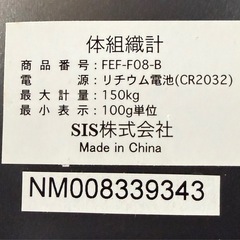 体組織計
商品番号：FEF-F08-B
電源：リチウム電池(CR2032)
最大計量：150kg
最小表示：100g単位
SIS株式会社
Made in China
NM008339343